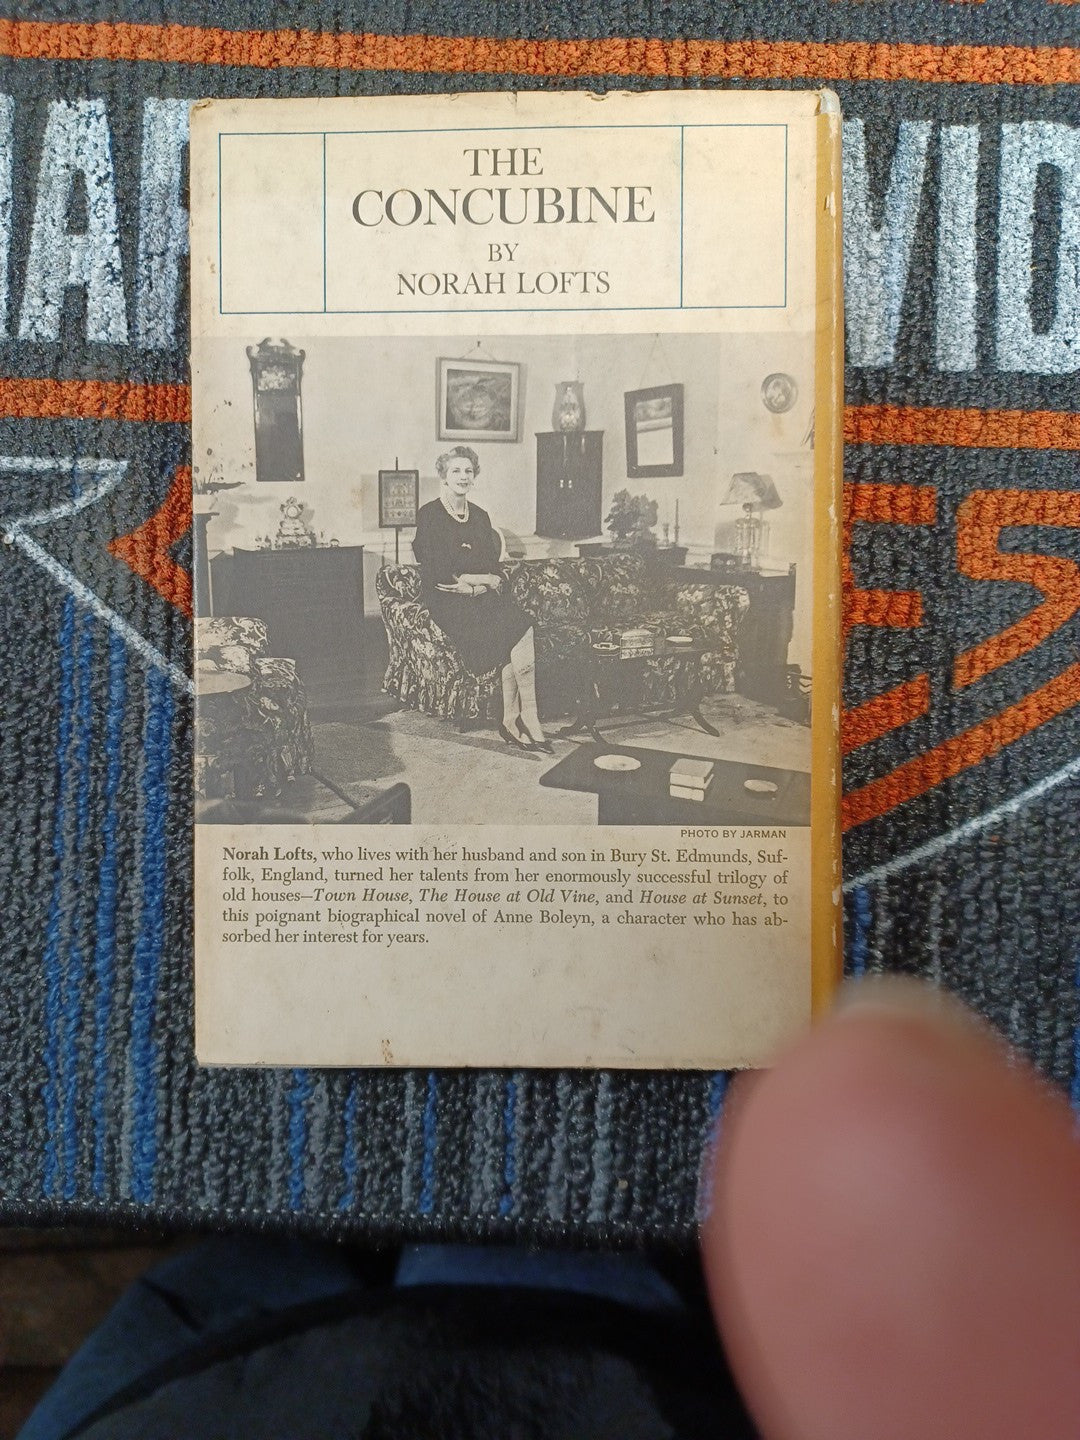 THE
CONCUBINE
BY
NORAH LOFTS
PHOTO BY JARMAN
Norah Lofts, who lives with her husband and son in Bury St. Edmunds, Suf-
folk, England, turned her talents from her enormously successful trilogy of
old houses—Town House, The House at Old Vine, and House at Sunset, to
this poignant biographical novel of Anne Boleyn, a character who has ab-
sorbed her interest for years.